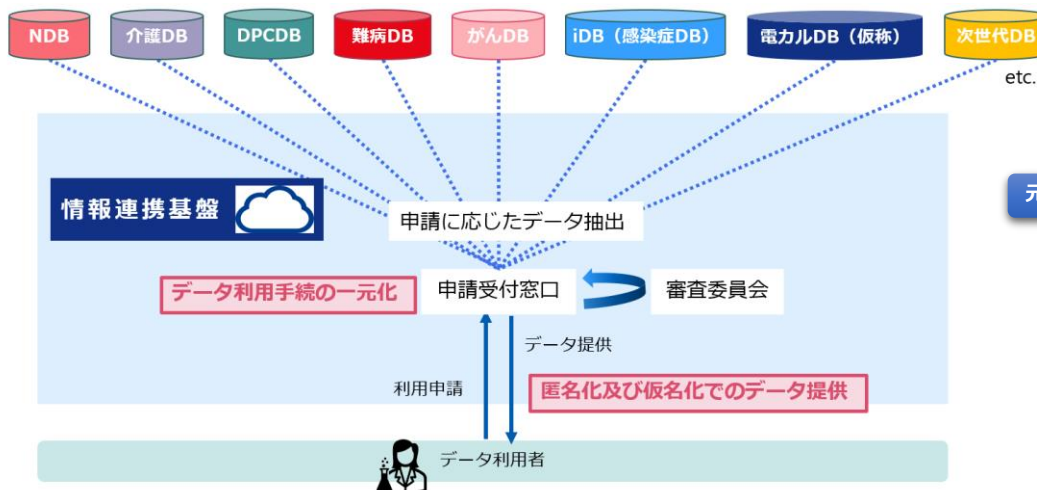 NDB
介護DB
DPCDB
難病DB
がんDB
iDB（感染症DB）
電カルDB（仮称）
次世代DB
etc.
情報連携基盤
申請に応じたデータ抽出
データ利用手続の一元化
申請受付窓口
審査委員会
データ提供
利用申請
匿名化及び仮名化でのデータ提供
データ利用者